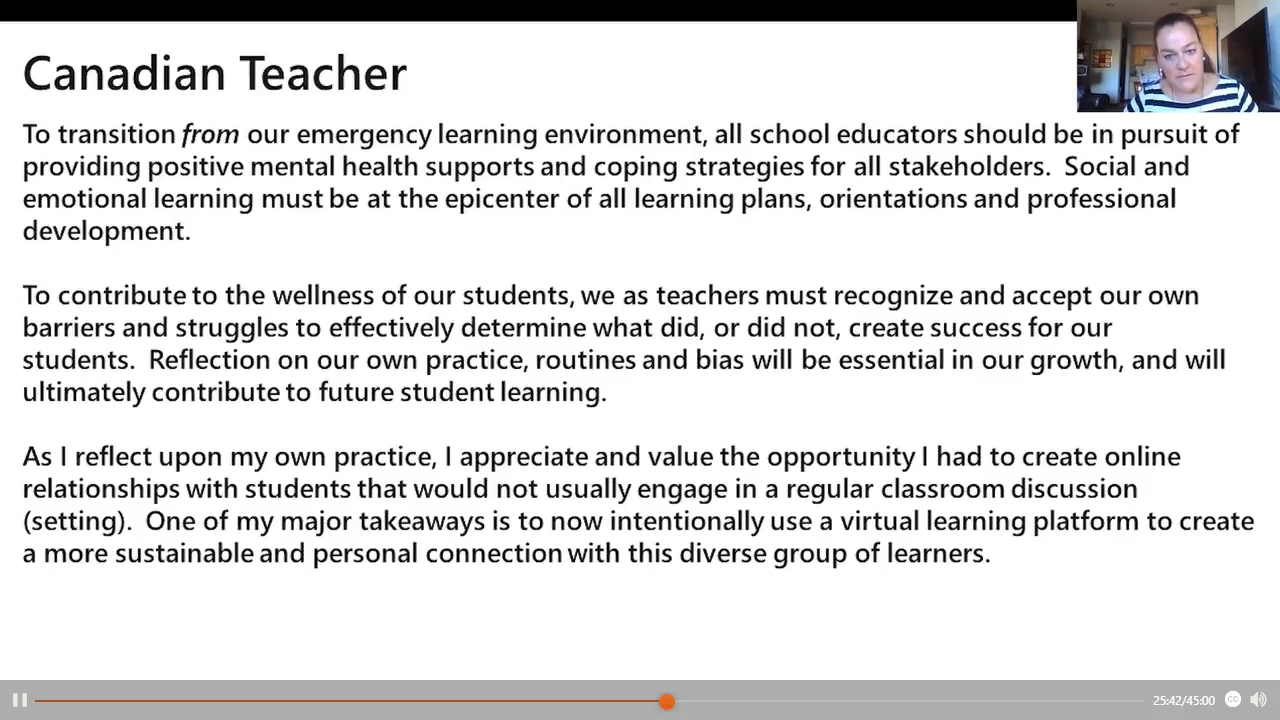 Canadian Teacher
To transition from our emergency learning environment, all school educators should be in pursuit of
providing positive mental health supports and coping strategies for all stakeholders.  Social and
emotional learning must be at the epicenter of all learning plans, orientations and professional
development.
To contribute to the wellness of our students, we as teachers must recognize and accept our own
barriers and struggles to effectively determine what did, or did not, create success for our
students.  Reflection on our own practice, routines and bias will be essential in our growth, and will
ultimately contribute to future student learning.
As I reflect upon my own practice, I appreciate and value the opportunity I had to create online
relationships with students that would not usually engage in a regular classroom discussion
(setting).  One of my major takeaways is to now intentionally use a virtual learning platform to create
a more sustainable and personal connection with this diverse group of learners.
25:42/45:00 CC